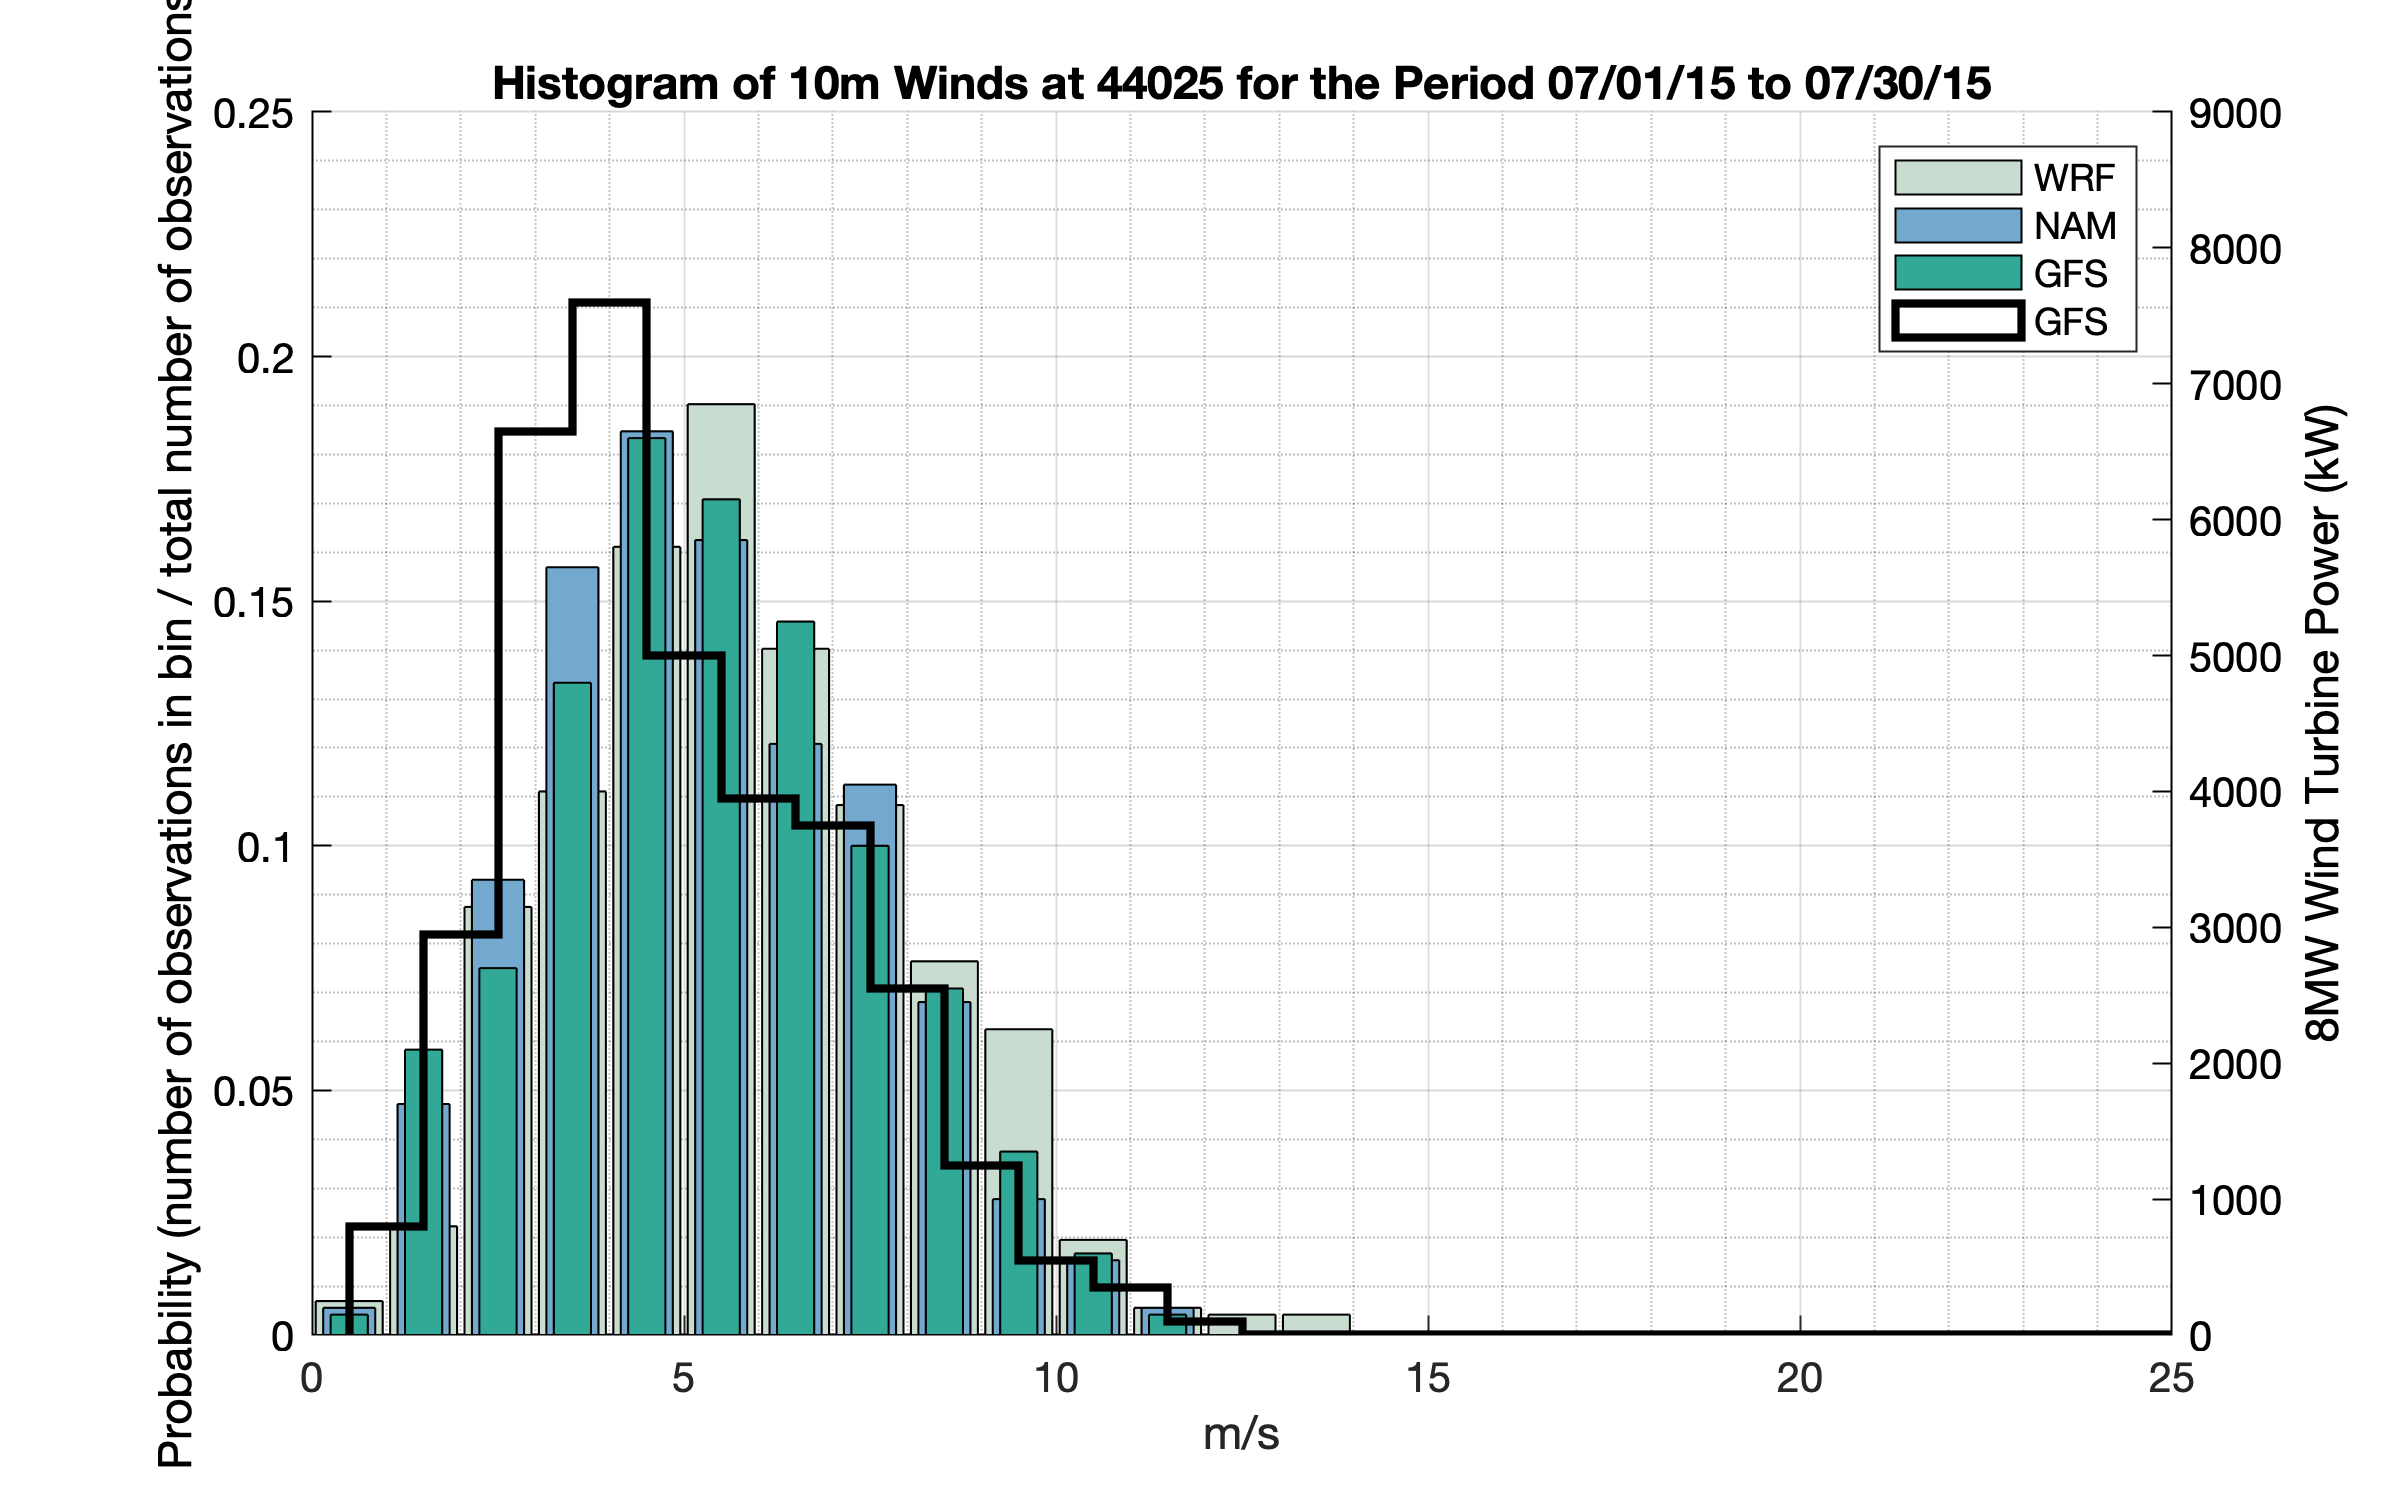 Histogram of 10m Winds at 44025 for the Period 07/01/15 to 07/30/15
Probability (number of observations in bin / total number of observations
0.25
0.2
0.15
0.1
0.05
0
WRF
NAM
GFS
GFS
9000
8000
7000
6000
5000
4000
3000
2000
1000
0
8MW Wind Turbine Power (kW)
0 5 10 15 20 25
m/s